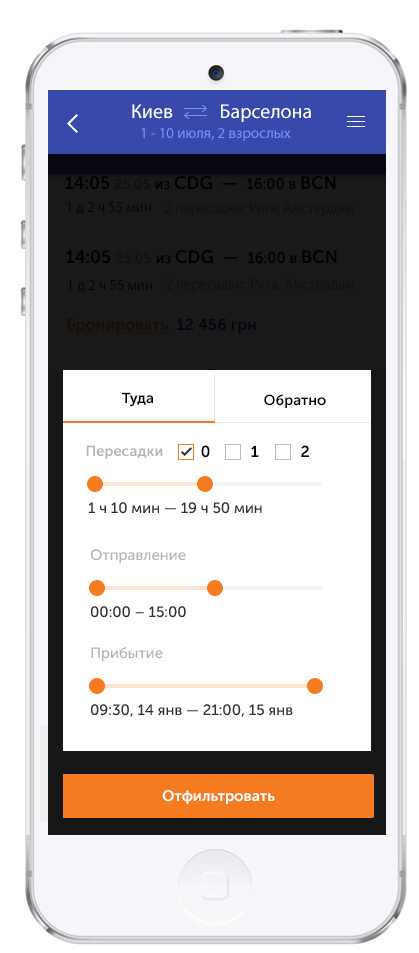 Киев Барселона
1 - 10 июля, 2 взрослых
14:05 25.05 из CDG — 16:00 в BCN
1 д 2 ч 55 мин 2 пересадки: Рига, Амстердам
14:05 25.05 из CDG — 16:00 в BCN
1 д 2 ч 55 мин 2 пересадки: Рига, Амстердам
Бронировать 12 456 грн
Туда Обратно
Пересадки 0 1 2
1 ч 10 мин — 19 ч 50 мин
Отправление
00:00 – 15:00
Прибытие
09:30, 14 янв — 21:00, 15 янв
Отфильтровать